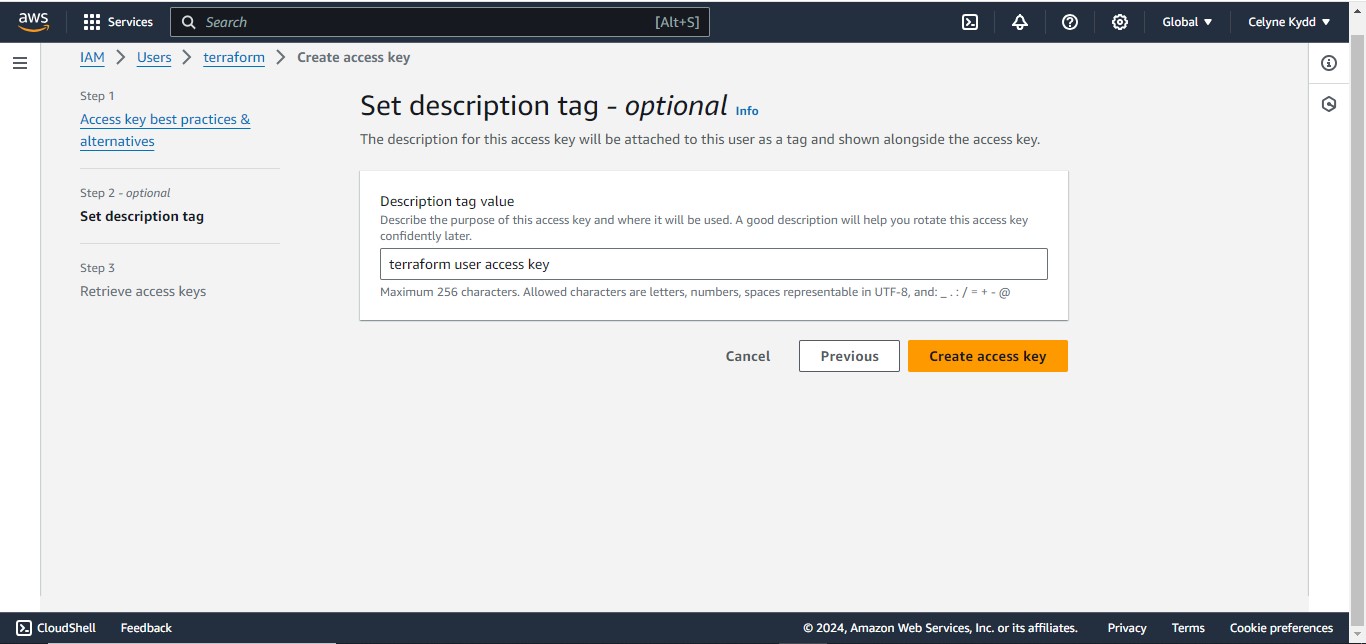 aws
Services
Search
[Alt+S]
Global
Celyne Kydd
IAM
Users
terraform
Create access key
Step 1
Access key best practices &
alternatives
Step 2 - optional
Set description tag
Step 3
Retrieve access keys
Set description tag - optional Info
The description for this access key will be attached to this user as a tag and shown alongside the access key.
Description tag value
Describe the purpose of this access key and where it will be used. A good description will help you rotate this access key
confidently later.
terraform user access key
Maximum 256 characters. Allowed characters are letters, numbers, spaces representable in UTF-8, and: _ . : / = + - @
Cancel
Previous
Create access key
CloudShell
Feedback
© 2024, Amazon Web Services, Inc. or its affiliates.
Privacy
Terms
Cookie preferences